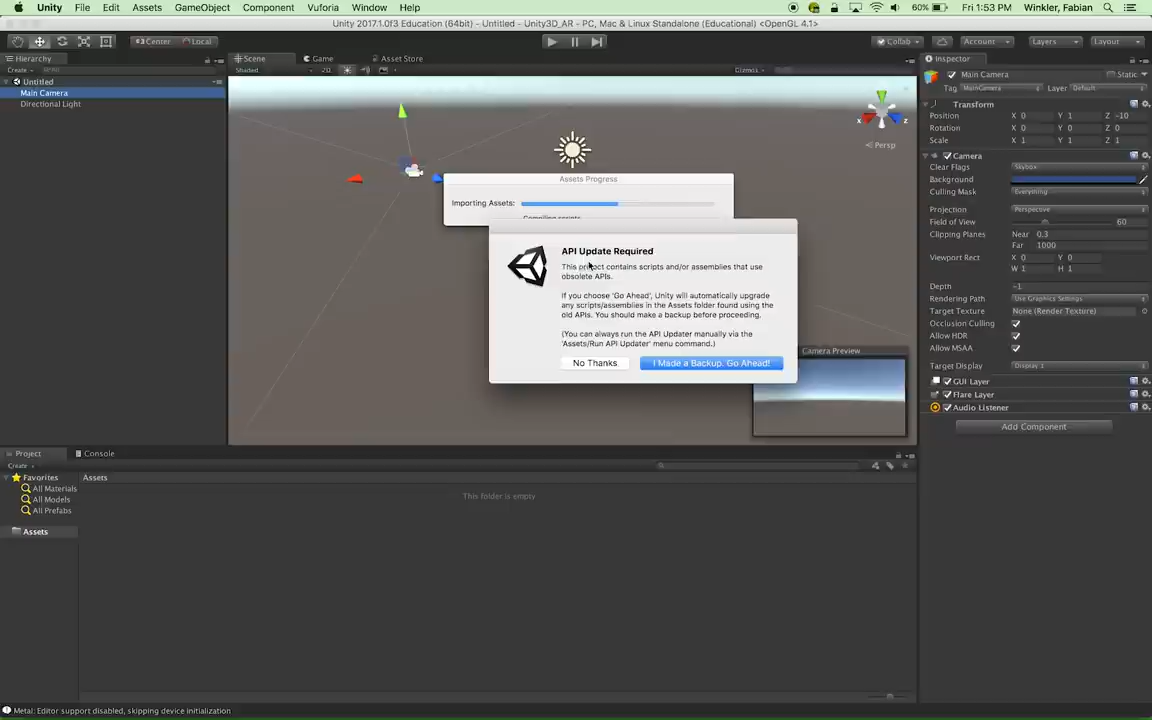 Unity File Edit Assets GameObject Component Vuforia Window Help 60% Fri 1:53 PM Winkler, Fabian
Unity 2017.1.0f3 Education (64bit) - Untitled - Unity3D_AR - PC, Mac & Linux Standalone (Educational) <OpenGL 4.1>
Center Local Collab Account Layers Layout
Hierarchy
Create All
Untitled
Main Camera
Directional Light
Scene Game Asset Store
Shaded 2D Gizmos All
x z
Persp
Assets Progress
Importing Assets:
Compiling scripts
API Update Required
This project contains scripts and/or assemblies that use
obsolete APIs.
If you choose 'Go Ahead', Unity will automatically upgrade
any scripts/assemblies in the Assets folder found using the
old APIs. You should make a backup before proceeding.
(You can always run the API Updater manually via the
'Assets/Run API Updater' menu command.)
No Thanks I Made a Backup. Go Ahead!
Camera Preview
Inspector
Main Camera Static
Tag MainCamera Layer Default
Transform
Position X 0 Y 1 Z -10
Rotation X 0 Y 0 Z 0
Scale X 1 Y 1 Z 1
Camera
Clear Flags Skybox
Background
Culling Mask Everything
Projection Perspective
Field of View 60
Clipping Planes Near 0.3
Far 1000
Viewport Rect X 0 Y 0
W 1 H 1
Depth -1
Rendering Path Use Graphics Settings
Target Texture None (Render Texture)
Occlusion Culling
Allow HDR
Allow MSAA
Target Display Display 1
GUI Layer
Flare Layer
Audio Listener
Add Component
Project Console
Create
Favorites
All Materials
All Models
All Prefabs
Assets
Assets
This folder is empty
Metal: Editor support disabled, skipping device initialization